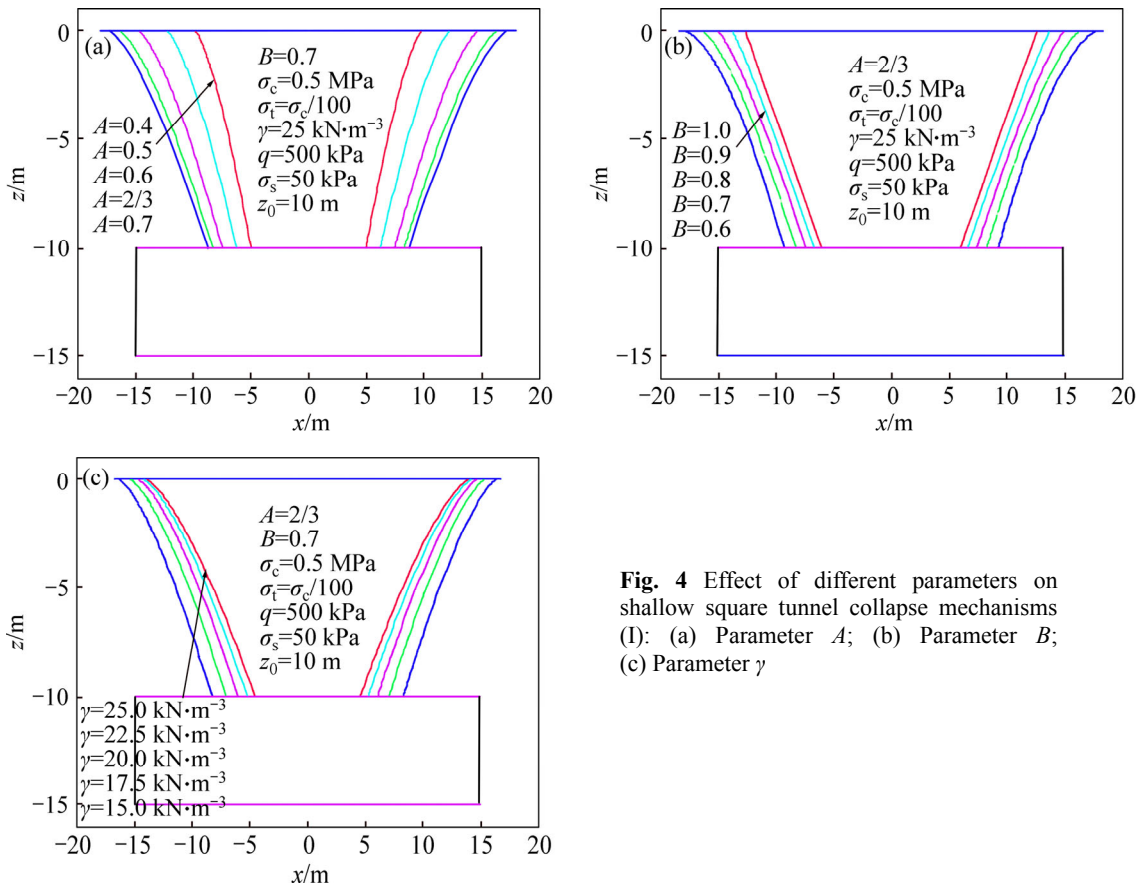 (a)
B=0.7
σc=0.5 MPa
σt=σc/100
γ=25 kN·m−3
q=500 kPa
σs=50 kPa
z0=10 m
A=0.4
A=0.5
A=0.6
A=2/3
A=0.7
0
−5
−10
−15
z/m
−20 −15 −10 −5 0 5 10 15 20
x/m
(b)
A=2/3
σc=0.5 MPa
σt=σc/100
γ=25 kN·m−3
q=500 kPa
σs=50 kPa
z0=10 m
B=1.0
B=0.9
B=0.8
B=0.7
B=0.6
0
−5
−10
−15
z/m
−20 −15 −10 −5 0 5 10 15 20
x/m
(c)
A=2/3
B=0.7
σc=0.5 MPa
σt=σc/100
q=500 kPa
σs=50 kPa
z0=10 m
γ=25.0 kN·m−3
γ=22.5 kN·m−3
γ=20.0 kN·m−3
γ=17.5 kN·m−3
γ=15.0 kN·m−3
0
−5
−10
−15
z/m
−20 −15 −10 −5 0 5 10 15 20
x/m
Fig. 4 Effect of different parameters on
shallow square tunnel collapse mechanisms
(I): (a) Parameter A; (b) Parameter B;
(c) Parameter γ